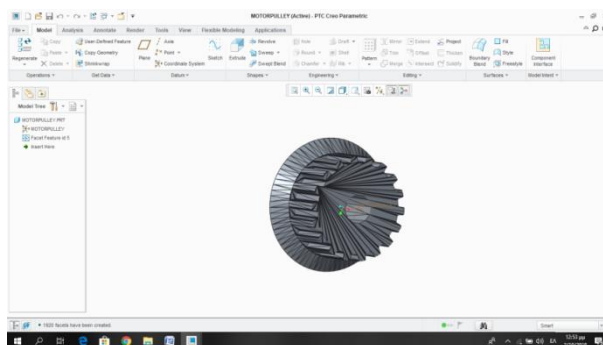 MOTORPULLEY (Active) - PTC Creo Parametric
File Model Analysis Annotate Render Tools View Flexible Modeling Applications
Regenerate
Copy
Paste
Delete
User-Defined Feature
Copy Geometry
Shrinkwrap
Plane
Axis
Point
Coordinate System
Sketch
Extrude
Revolve
Sweep
Swept Blend
Hole
Round
Chamfer
Draft
Shell
Rib
Pattern
Mirror
Trim
Merge
Extend
Offset
Intersect
Project
Thicken
Solidify
Boundary Blend
Fill
Style
Freestyle
Component Interface
Operations Get Data Datum Shapes Engineering Editing Surfaces Model Intent
Model Tree
MOTORPULLEY.PRT
MOTORPULLEY
Facet Feature id 5
Insert Here
1920 facets have been created.
Smart